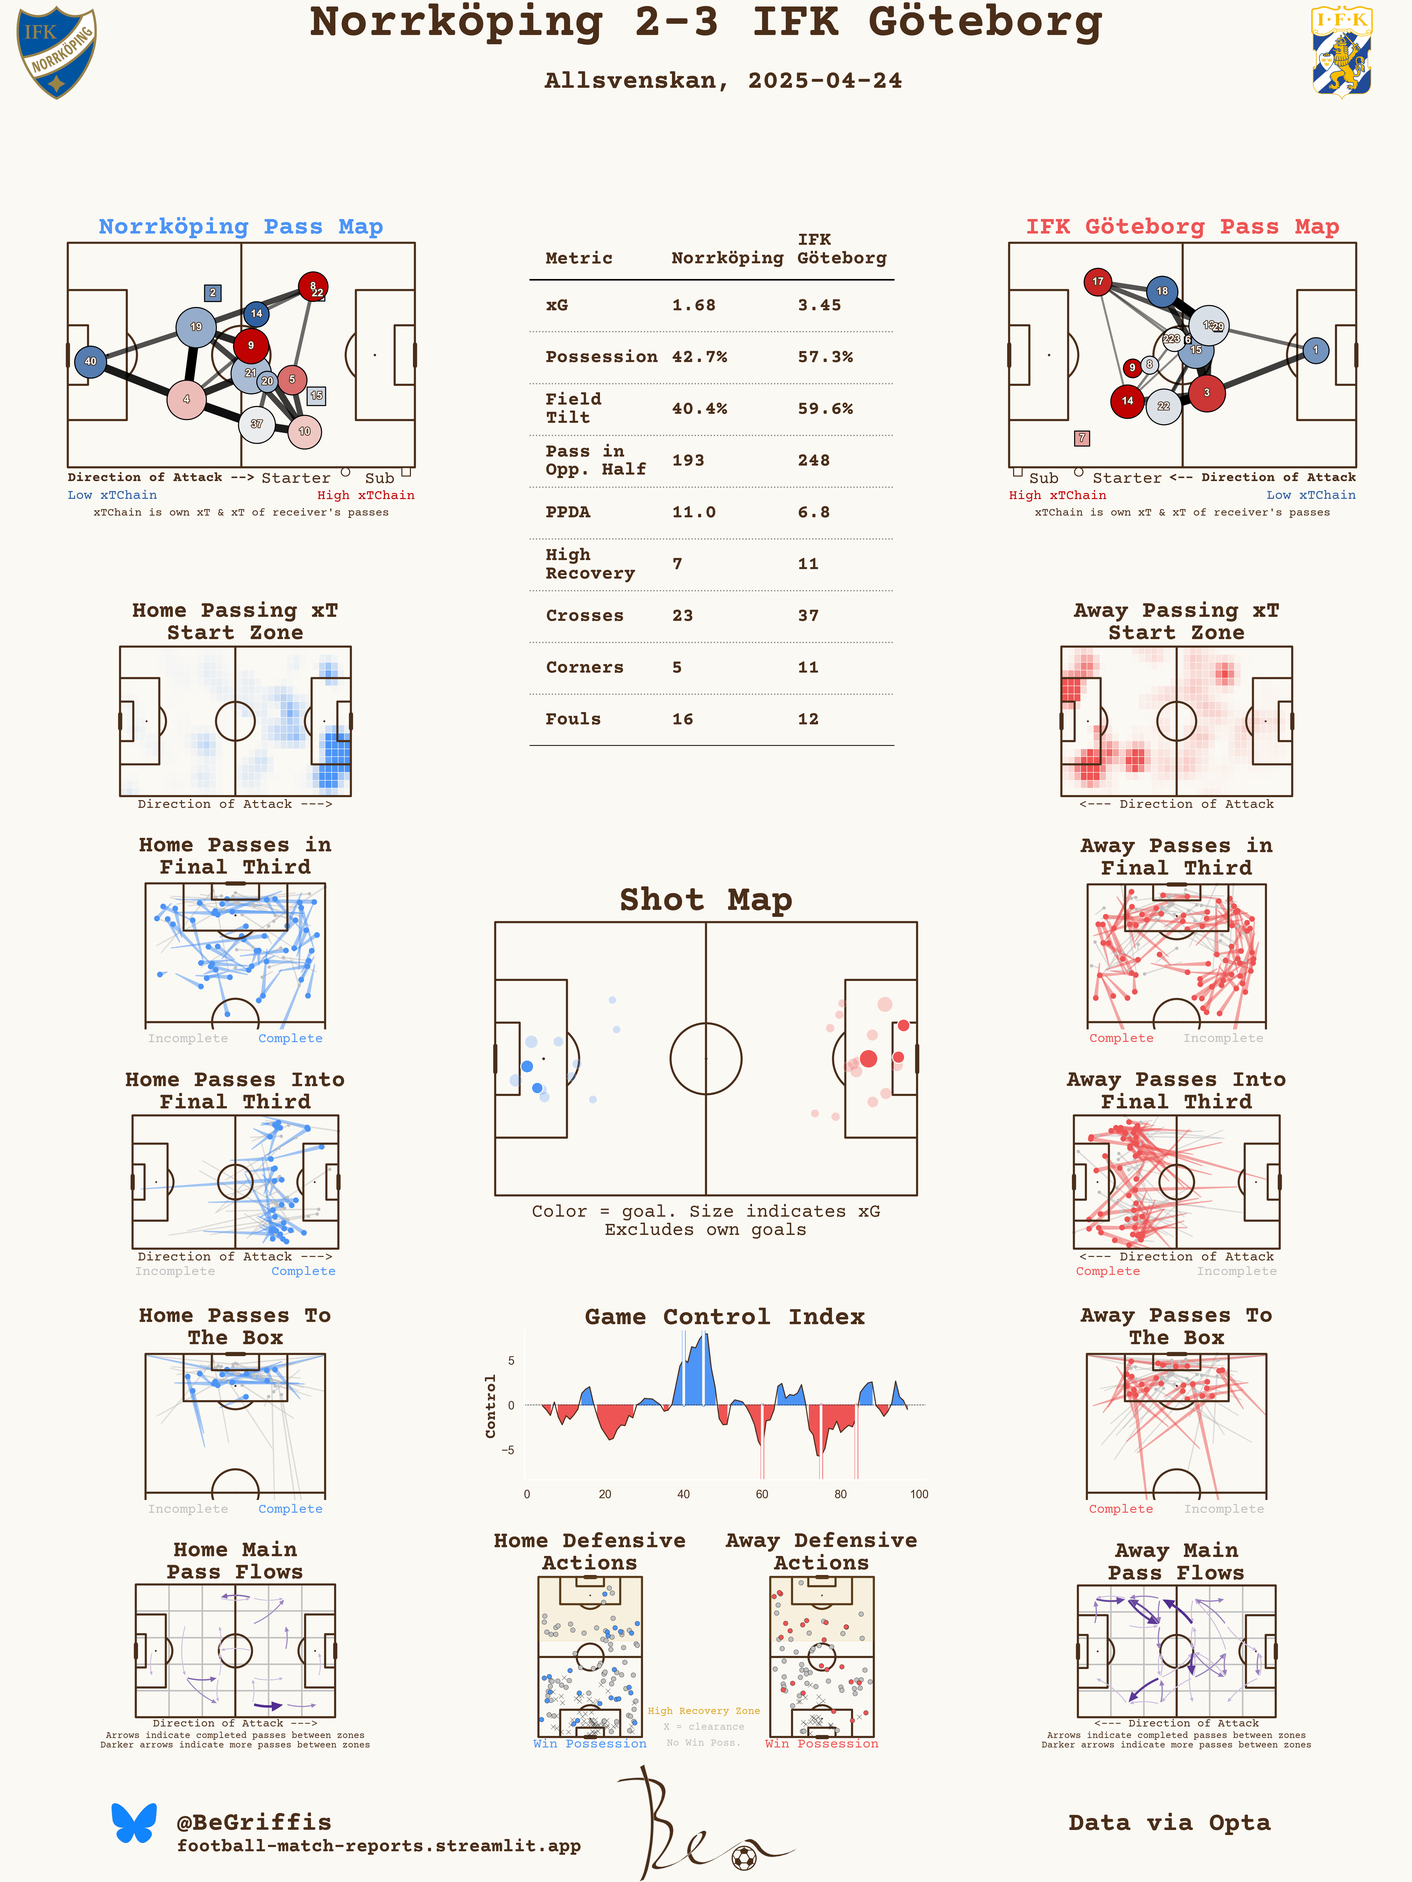 Norrköping 2-3 IFK Göteborg
Allsvenskan, 2025-04-24
IFK
NORRKÖPING
I·F·K
Norrköping Pass Map
2
8
22
14
19
9
40
21
20
5
15
4
37
10
Direction of Attack --> Starter Sub
Low xTChain High xTChain
xTChain is own xT & xT of receiver's passes
Metric Norrköping IFK Göteborg
xG 1.68 3.45
Possession 42.7% 57.3%
Field Tilt 40.4% 59.6%
Pass in Opp. Half 193 248
PPDA 11.0 6.8
High Recovery 7 11
Crosses 23 37
Corners 5 11
Fouls 16 12
IFK Göteborg Pass Map
17
18
29
6
15
1
9
8
3
14
22
7
Sub Starter <-- Direction of Attack
High xTChain Low xTChain
xTChain is own xT & xT of receiver's passes
Home Passing xT
Start Zone
Direction of Attack --->
Away Passing xT
Start Zone
<--- Direction of Attack
Home Passes in
Final Third
Incomplete Complete
Away Passes in
Final Third
Complete Incomplete
Shot Map
Color = goal. Size indicates xG
Excludes own goals
Home Passes Into
Final Third
Direction of Attack --->
Incomplete Complete
Away Passes Into
Final Third
<--- Direction of Attack
Complete Incomplete
Home Passes To
The Box
Incomplete Complete
Game Control Index
Control
5
0
−5
0 20 40 60 80 100
Away Passes To
The Box
Complete Incomplete
Home Main
Pass Flows
Direction of Attack --->
Arrows indicate completed passes between zones
Darker arrows indicate more passes between zones
Home Defensive
Actions
Win Possession
High Recovery Zone
X = clearance
No Win Poss.
Away Defensive
Actions
Win Possession
Away Main
Pass Flows
<--- Direction of Attack
Arrows indicate completed passes between zones
Darker arrows indicate more passes between zones
@BeGriffis
football-match-reports.streamlit.app
Ben
Data via Opta